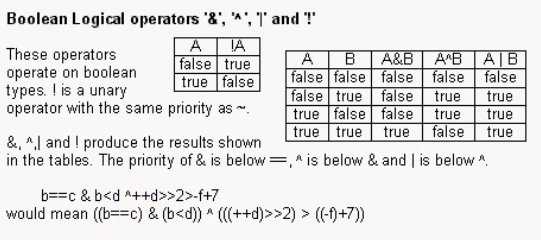 Boolean Logical operators '&', '^', '|' and '!'
These operators
operate on boolean
types. ! is a unary
operator with the same priority as ~.
A !A
false true
true false
A B A&B A^B A | B
false false false false false
false true false true true
true false false true true
true true true false true
&, ^,| and ! produce the results shown
in the tables. The priority of & is below ==, ^ is below & and | is below ^.
b==c & b<d ^++d>>2>-f+7
would mean ((b==c) & (b<d)) ^ (((++d)>>2) > ((-f)+7))